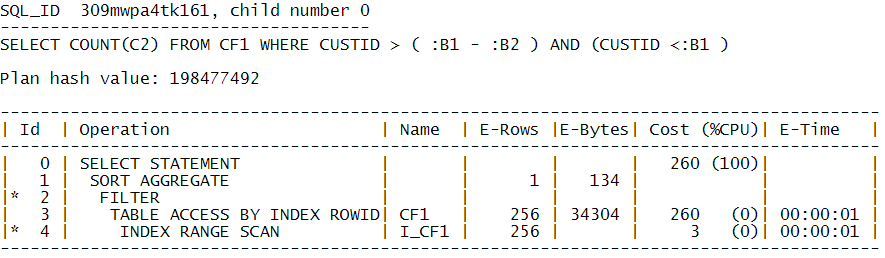 SQL_ID  309mwpa4tk161, child number 0
-------------------------------------
SELECT COUNT(C2) FROM CF1 WHERE CUSTID > ( :B1 - :B2 ) AND (CUSTID <:B1 )
Plan hash value: 198477492
---------------------------------------------------------------------------------------
| Id  | Operation                    | Name   | E-Rows |E-Bytes| Cost (%CPU)| E-Time   |
---------------------------------------------------------------------------------------
|   0 | SELECT STATEMENT             |        |        |       |   260 (100)|          |
|   1 |  SORT AGGREGATE              |        |      1 |   134 |            |          |
|*  2 |   FILTER                     |        |        |       |            |          |
|   3 |    TABLE ACCESS BY INDEX ROWID| CF1    |    256 | 34304 |   260   (0)| 00:00:01 |
|*  4 |     INDEX RANGE SCAN         | I_CF1  |    256 |       |     3   (0)| 00:00:01 |
---------------------------------------------------------------------------------------